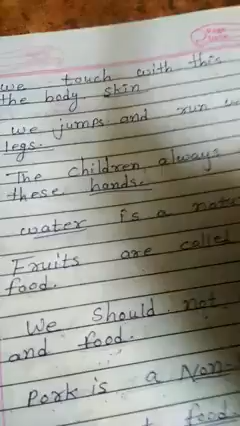 we touch with this
the body skin
we jumps and run
legs.
The children always
these hands.
water is a
Fruits are called
food.
We should not
and food.
Pork is a Non-
food.